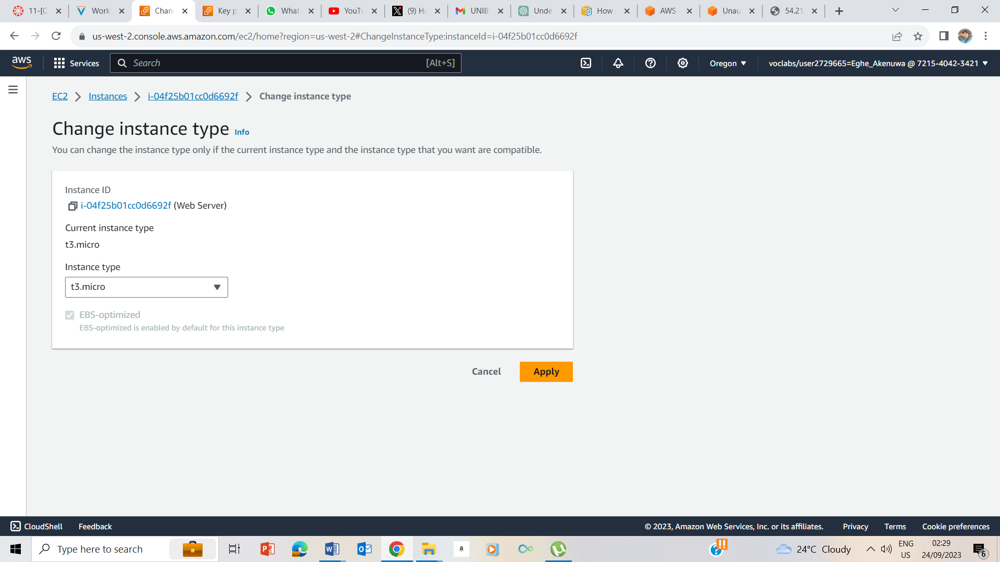 11-[C
Work
Chan
Key p
What
YouTu
(9) Ho
UNIBE
Unde
How
AWS
Unau
54.21
us-west-2.console.aws.amazon.com/ec2/home?region=us-west-2#ChangeInstanceType:instanceId=i-04f25b01cc0d6692f
aws
Services
Search
[Alt+S]
Oregon
voclabs/user2729665=Eghe_Akenuwa @ 7215-4042-3421
EC2 > Instances > i-04f25b01cc0d6692f > Change instance type
Change instance type Info
You can change the instance type only if the current instance type and the instance type that you want are compatible.
Instance ID
i-04f25b01cc0d6692f (Web Server)
Current instance type
t3.micro
Instance type
t3.micro
EBS-optimized
EBS-optimized is enabled by default for this instance type
Cancel
Apply
CloudShell
Feedback
© 2023, Amazon Web Services, Inc. or its affiliates.
Privacy
Terms
Cookie preferences
Type here to search
24°C Cloudy
ENG
US
02:29
24/09/2023
6